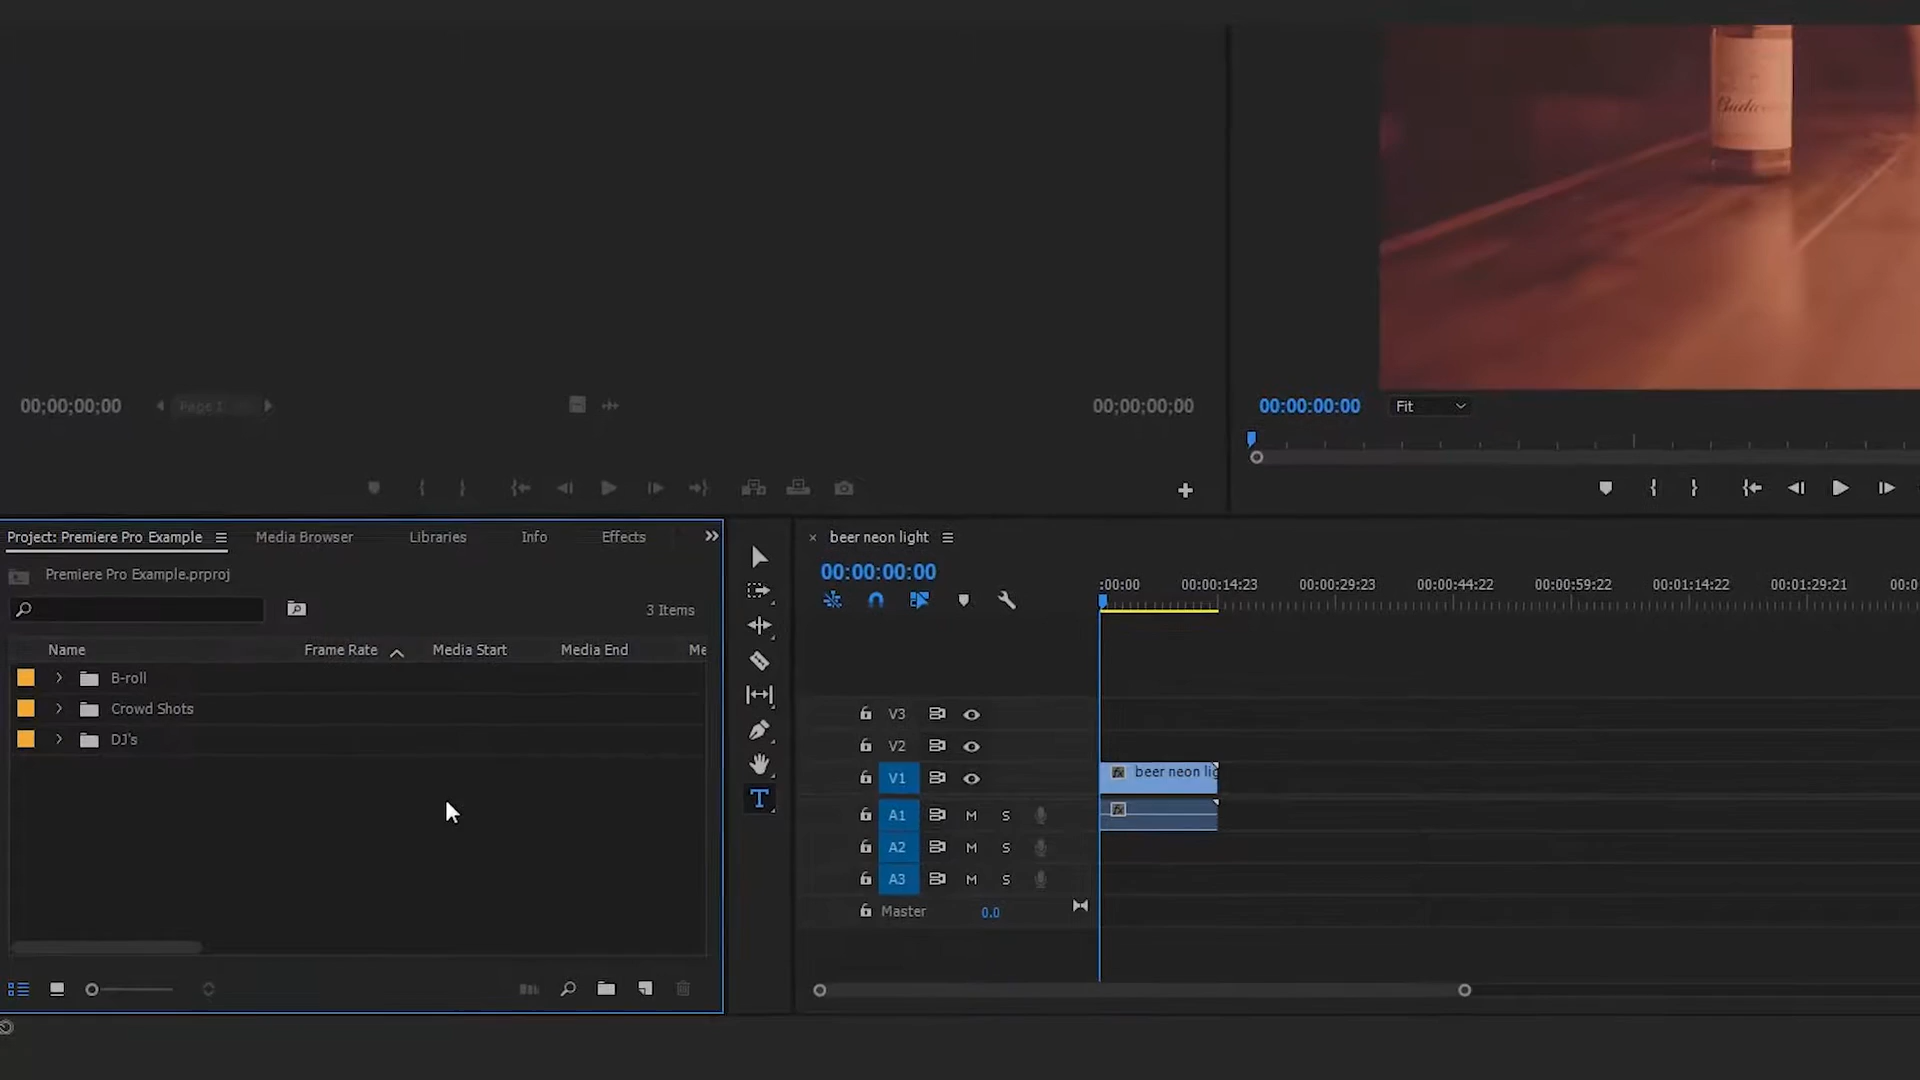 00;00;00;00
Page 1
00;00;00;00
00:00:00:00
Fit
Project: Premiere Pro Example
Media Browser
Libraries
Info
Effects
Premiere Pro Example.prproj
3 Items
Name
Frame Rate
Media Start
Media End
Me
B-roll
Crowd Shots
DJ's
beer neon light
00:00:00:00
:00:00
00:00:14:23
00:00:29:23
00:00:44:22
00:00:59:22
00:01:14:22
00:01:29:21
00:0
V3
V2
V1
fx beer neon lig
A1 M S
fx
A2 M S
A3 M S
Master 0.0
T